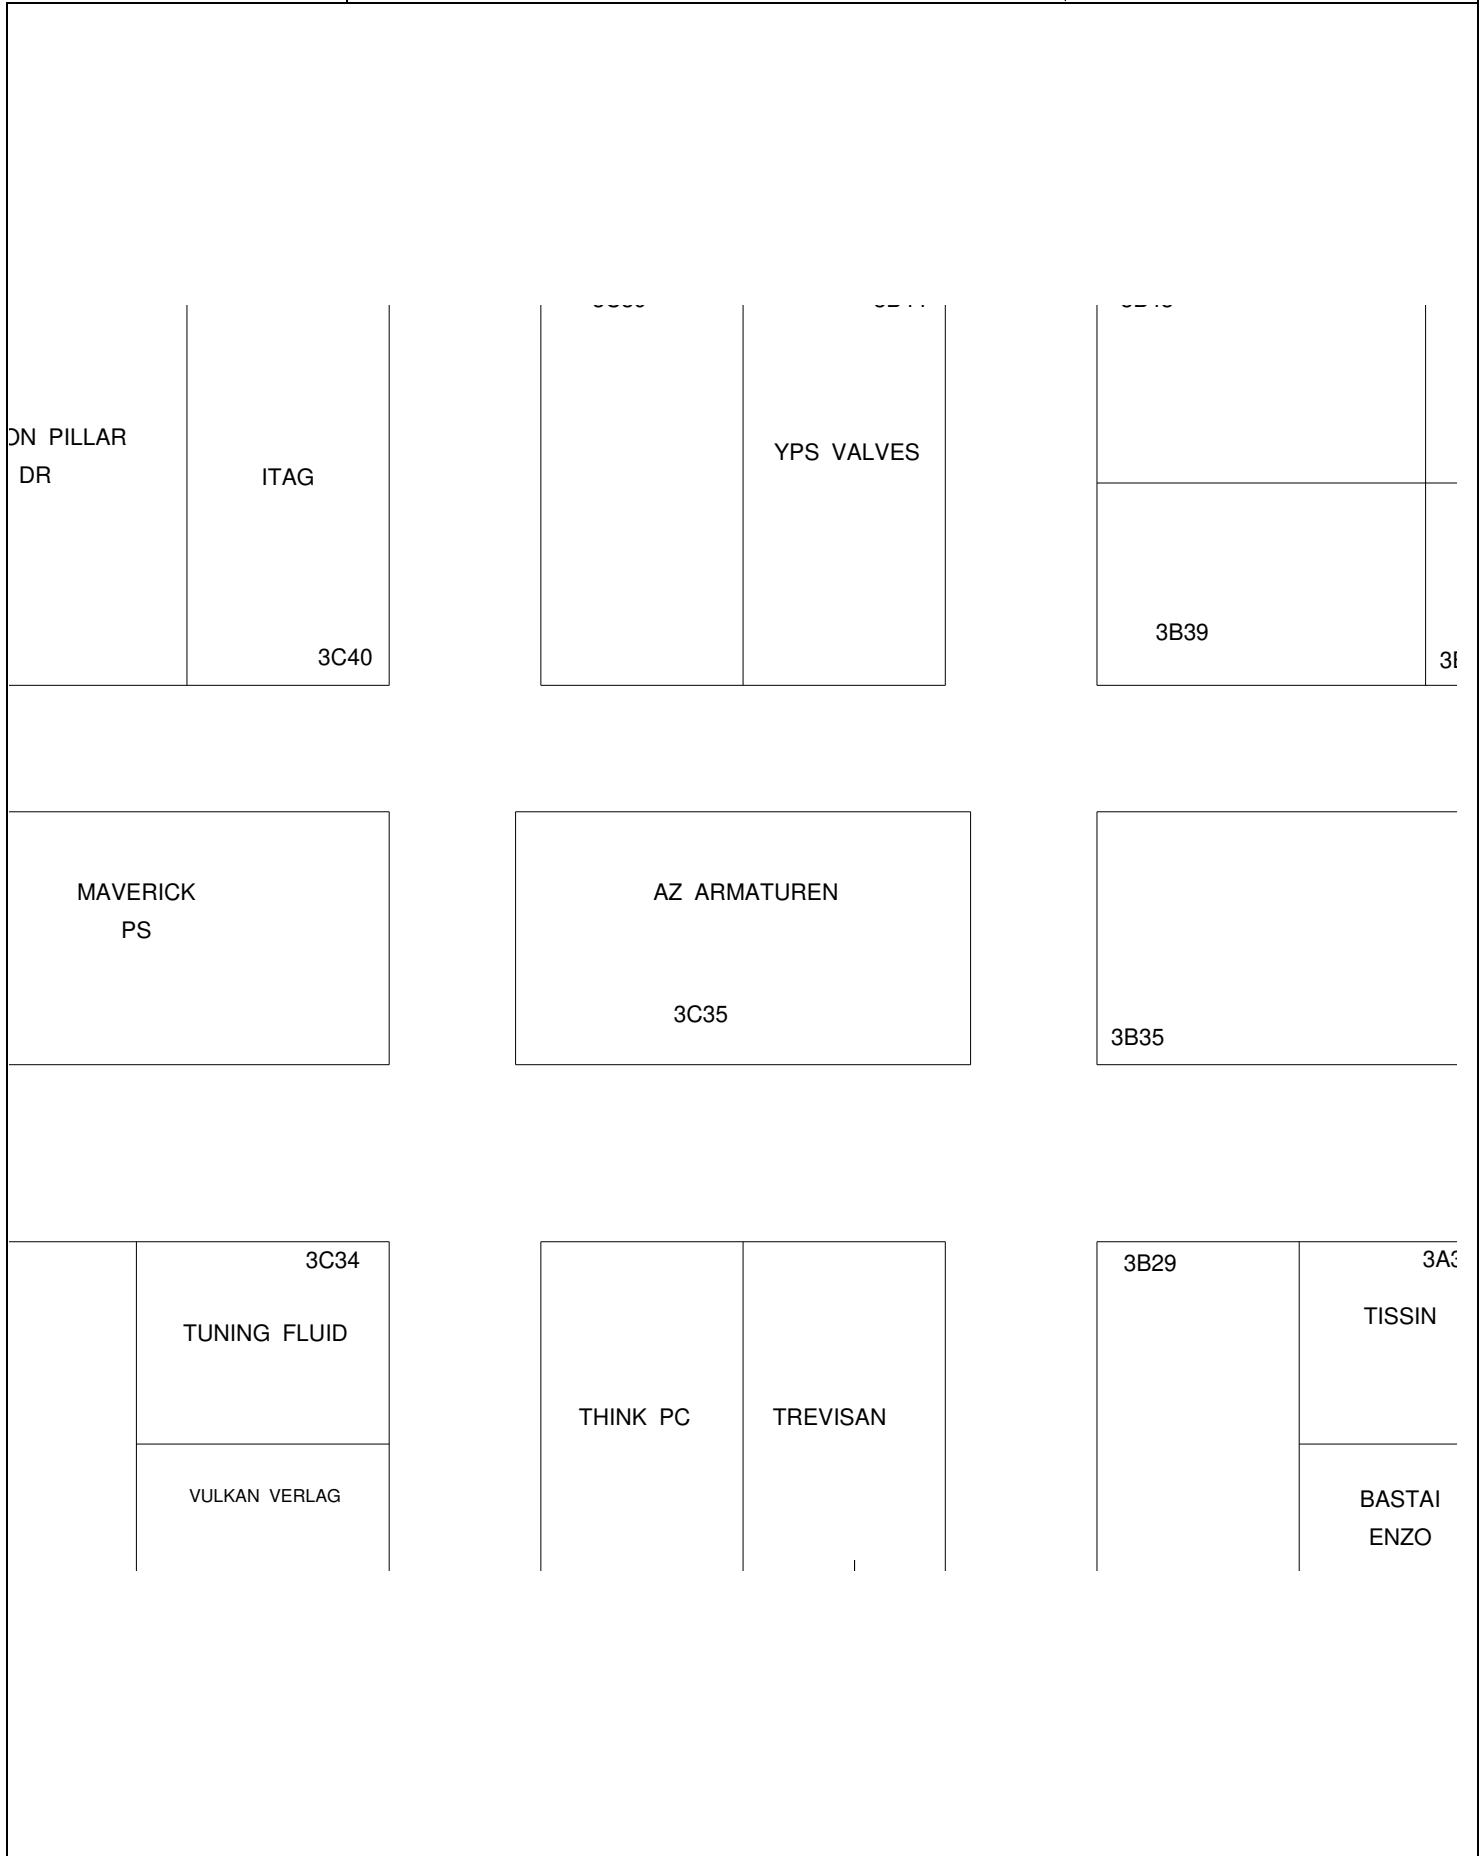 PILLAR
DR
ITAG
3C40
YPS VALVES
3B39
MAVERICK
PS
AZ ARMATUREN
3C35
3B35
3C34
TUNING FLUID
VULKAN VERLAG
THINK PC
TREVISAN
3B29
TISSIN
BASTAI
ENZO